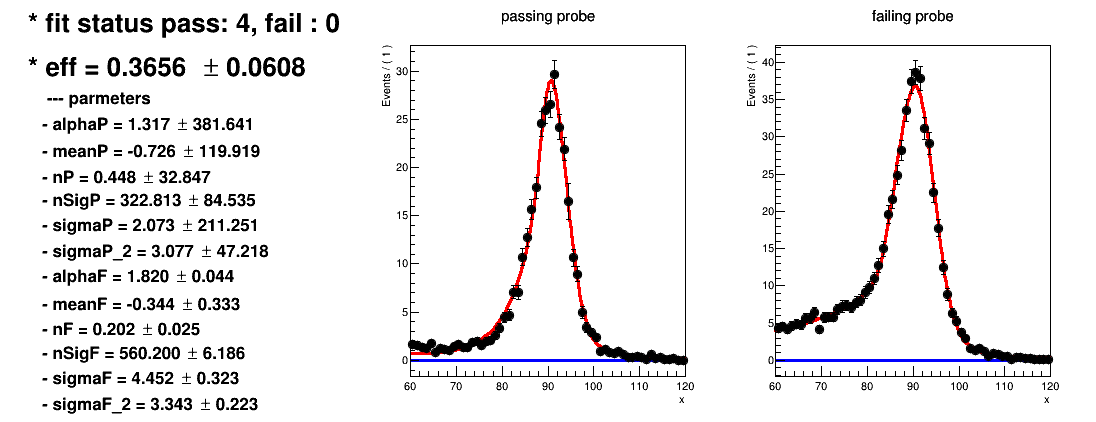 * fit status pass: 4, fail : 0
* eff = 0.3656 ± 0.0608
--- parmeters
- alphaP = 1.317 ± 381.641
- meanP = -0.726 ± 119.919
- nP = 0.448 ± 32.847
- nSigP = 322.813 ± 84.535
- sigmaP = 2.073 ± 211.251
- sigmaP_2 = 3.077 ± 47.218
- alphaF = 1.820 ± 0.044
- meanF = -0.344 ± 0.333
- nF = 0.202 ± 0.025
- nSigF = 560.200 ± 6.186
- sigmaF = 4.452 ± 0.323
- sigmaF_2 = 3.343 ± 0.223
passing probe
Events / ( 1 )
30
25
20
15
10
5
0
60 70 80 90 100 110 120
x
failing probe
Events / ( 1 )
40
35
30
25
20
15
10
5
0
60 70 80 90 100 110 120
x